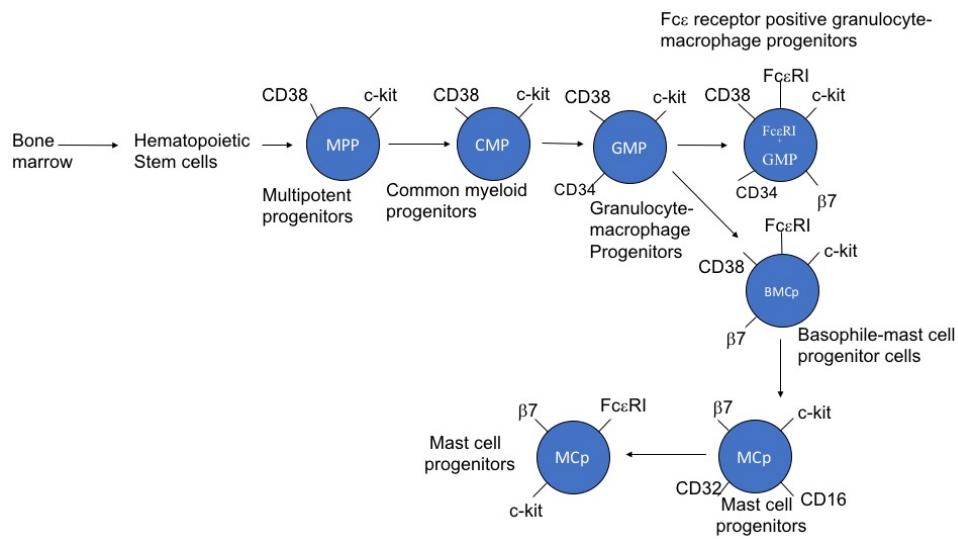 Fcε receptor positive granulocyte-
macrophage progenitors
FcεRI
CD38
c-kit
CD38
c-kit
CD38
c-kit
CD38
c-kit
Bone
marrow
Hematopoietic
Stem cells
MPP
CMP
GMP
FcεRI
+
GMP
Multipotent
progenitors
Common myeloid
progenitors
CD34
CD34
β7
Granulocyte-
macrophage
Progenitors
FcεRI
c-kit
CD38
BMCp
β7
Basophile-mast cell
progenitor cells
β7
FcεRI
β7
c-kit
Mast cell
progenitors
MCp
MCp
c-kit
CD32
CD16
Mast cell
progenitors